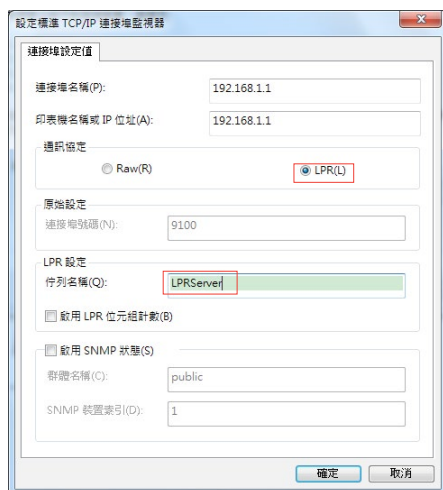 設定標準 TCP/IP 連接埠監視器
連接埠設定值
連接埠名稱(P): 192.168.1.1
印表機名稱或 IP 位址(A): 192.168.1.1
通訊協定
Raw(R) LPR(L)
原始設定
連接埠號碼(N): 9100
LPR 設定
佇列名稱(Q): LPRServer
啟用 LPR 位元組計數(B)
啟用 SNMP 狀態(S)
群體名稱(C): public
SNMP 裝置索引(D): 1
確定 取消